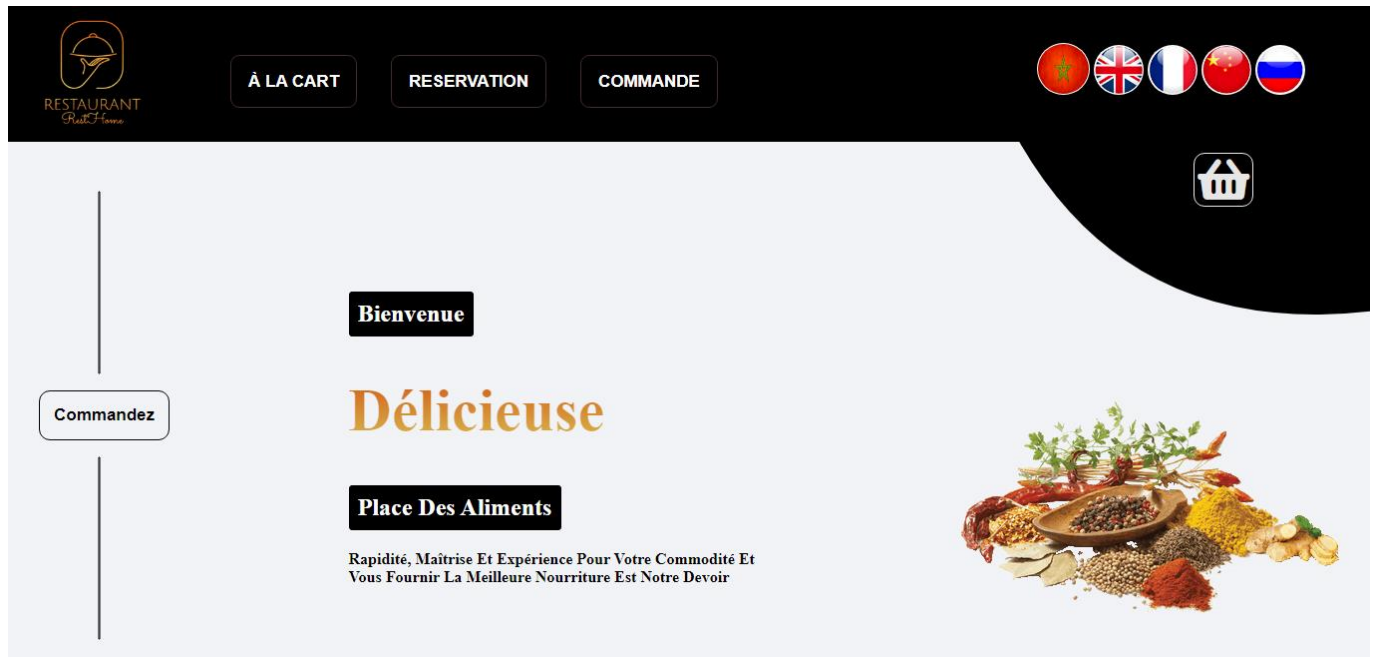 RESTAURANT
RestHome
À LA CART
RESERVATION
COMMANDE
Bienvenue
Délicieuse
Commandez
Place Des Aliments
Rapidité, Maîtrise Et Expérience Pour Votre Commodité Et
Vous Fournir La Meilleure Nourriture Est Notre Devoir